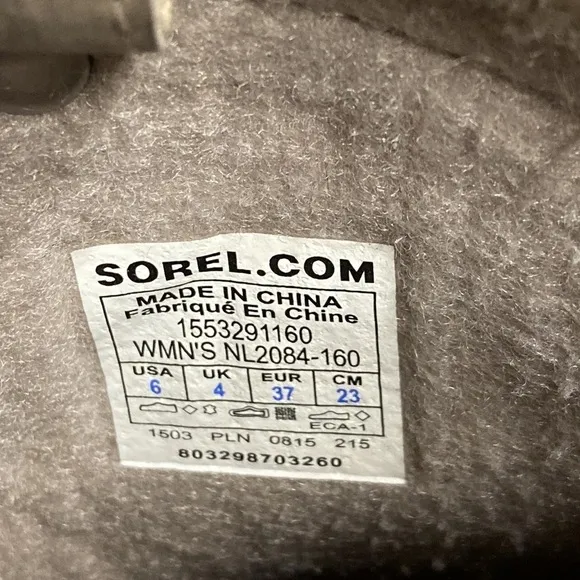 SOREL.COM
MADE IN CHINA
Fabriqué En Chine
1553291160
WMN'S NL2084-160
USA UK EUR CM
6 4 37 23
ECA-1
1503 PLN 0815 215
803298703260